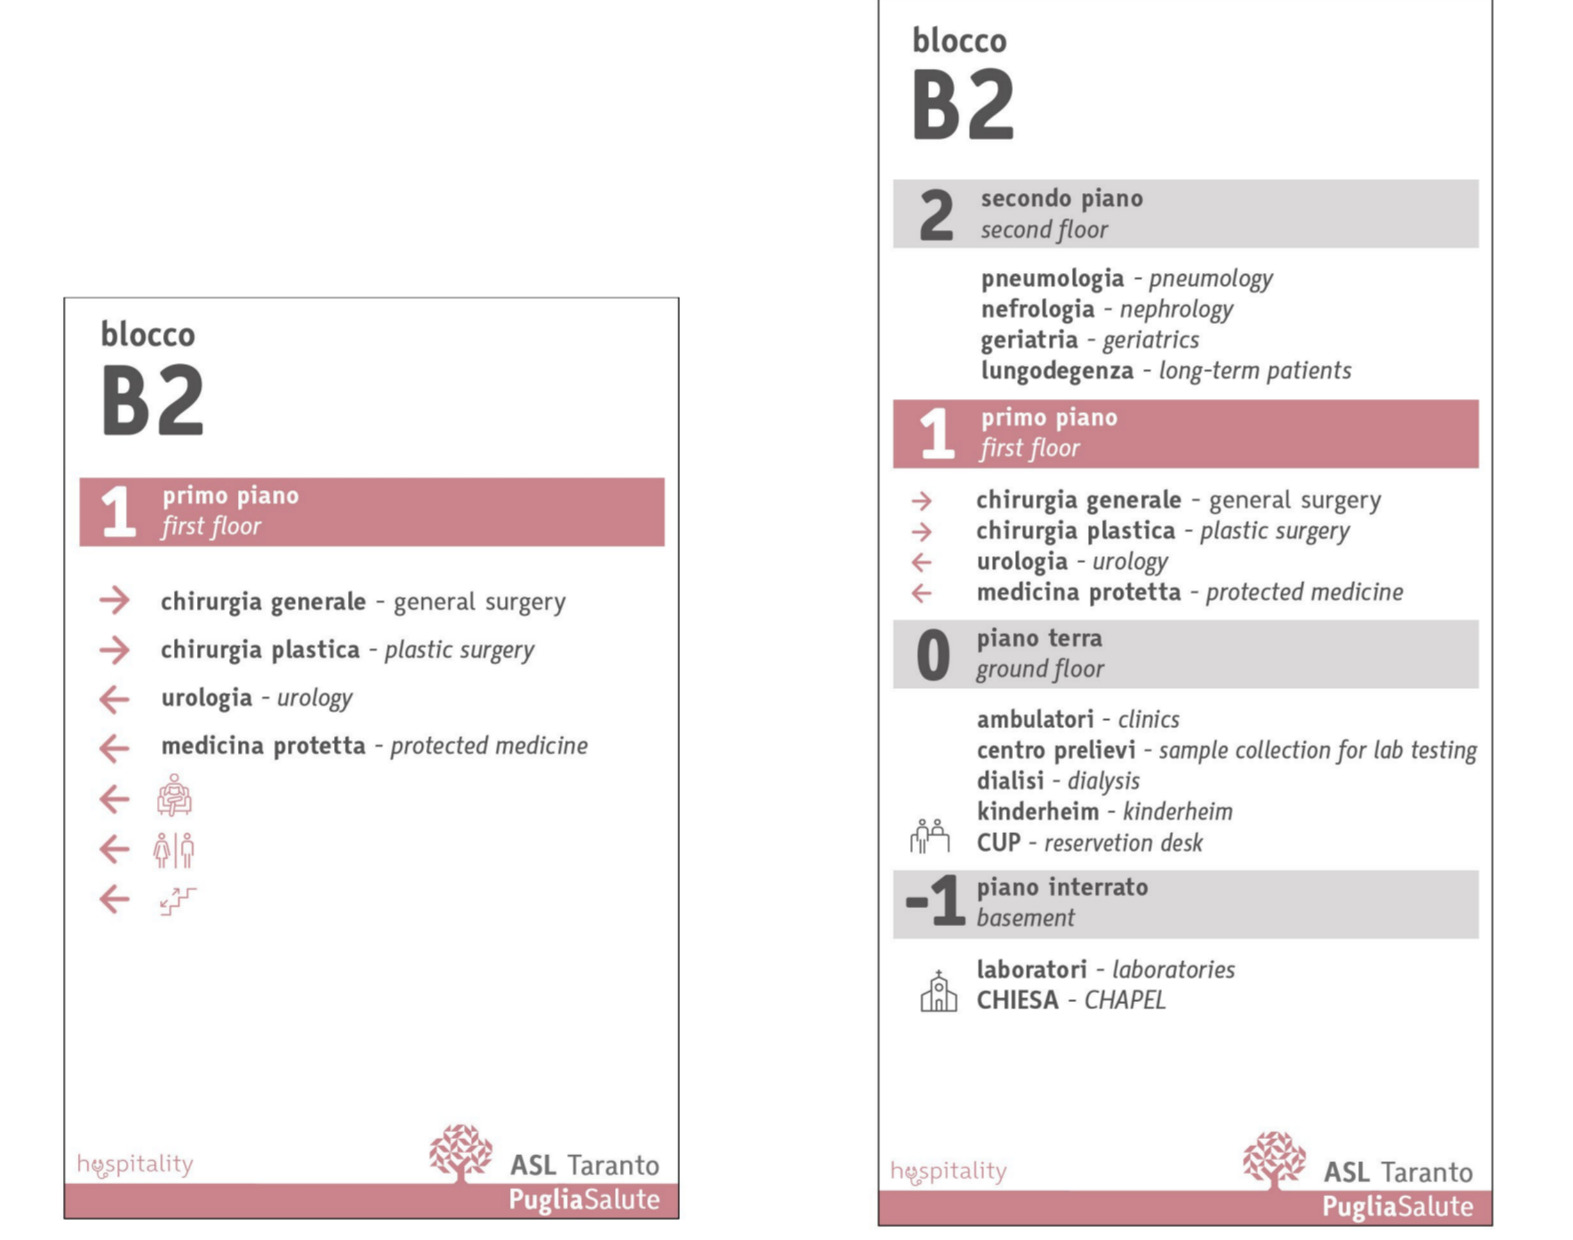 blocco
B2
1 primo piano
first floor
→ chirurgia generale - general surgery
→ chirurgia plastica - plastic surgery
← urologia - urology
← medicina protetta - protected medicine
←
←
←
hospitality
ASL Taranto
PugliaSalute
blocco
B2
2 secondo piano
second floor
pneumologia - pneumology
nefrologia - nephrology
geriatria - geriatrics
lungodegenza - long-term patients
1 primo piano
first floor
→ chirurgia generale - general surgery
→ chirurgia plastica - plastic surgery
← urologia - urology
← medicina protetta - protected medicine
0 piano terra
ground floor
ambulatori - clinics
centro prelievi - sample collection for lab testing
dialisi - dialysis
kinderheim - kinderheim
CUP - reservetion desk
-1 piano interrato
basement
laboratori - laboratories
CHIESA - CHAPEL
hospitality
ASL Taranto
PugliaSalute